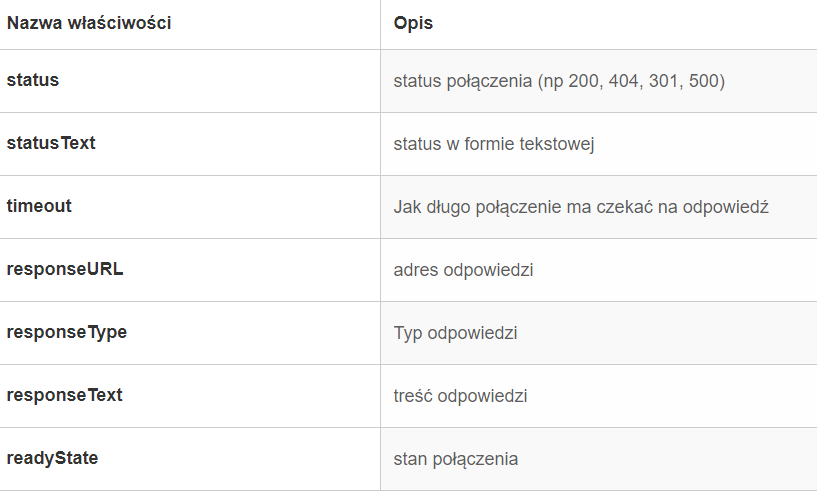 Nazwa właściwości Opis
status status połączenia (np 200, 404, 301, 500)
statusText status w formie tekstowej
timeout Jak długo połączenie ma czekać na odpowiedź
responseURL adres odpowiedzi
responseType Typ odpowiedzi
responseText treść odpowiedzi
readyState stan połączenia